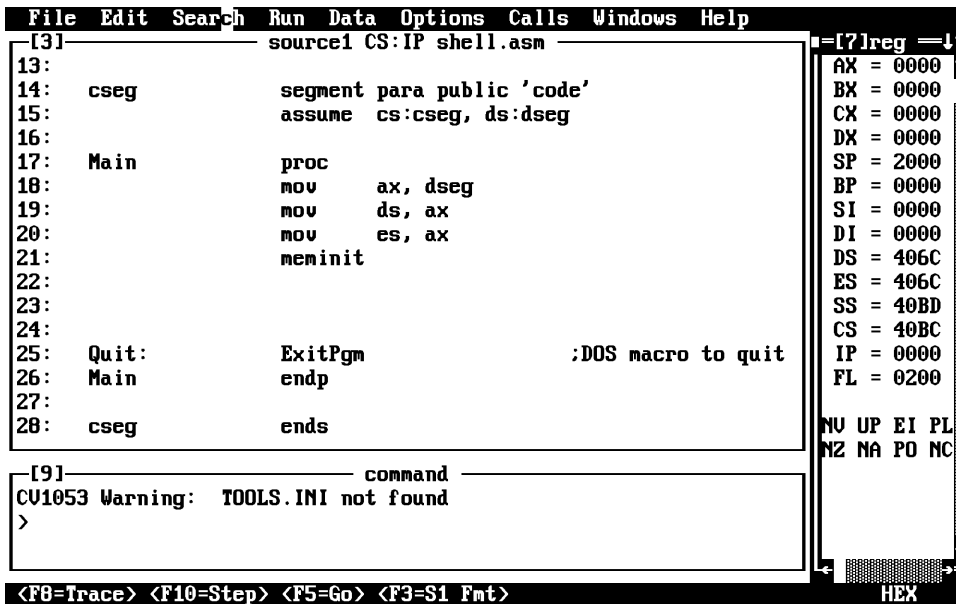 File Edit Search Run Data Options Calls Windows Help
[3] source1 CS:IP shell.asm
13:
14: cseg segment para public 'code'
15: assume cs:cseg, ds:dseg
16:
17: Main proc
18: mov ax, dseg
19: mov ds, ax
20: mov es, ax
21: meminit
22:
23:
24:
25: Quit: ExitPgm ;DOS macro to quit
26: Main endp
27:
28: cseg ends
[9] command
CV1053 Warning: TOOLS.INI not found
>
[7]reg
AX = 0000
BX = 0000
CX = 0000
DX = 0000
SP = 2000
BP = 0000
SI = 0000
DI = 0000
DS = 406C
ES = 406C
SS = 40BD
CS = 40BC
IP = 0000
FL = 0200
NV UP EI PL
NZ NA PO NC
<F8=Trace> <F10=Step> <F5=Go> <F3=S1 Fmt> HEX